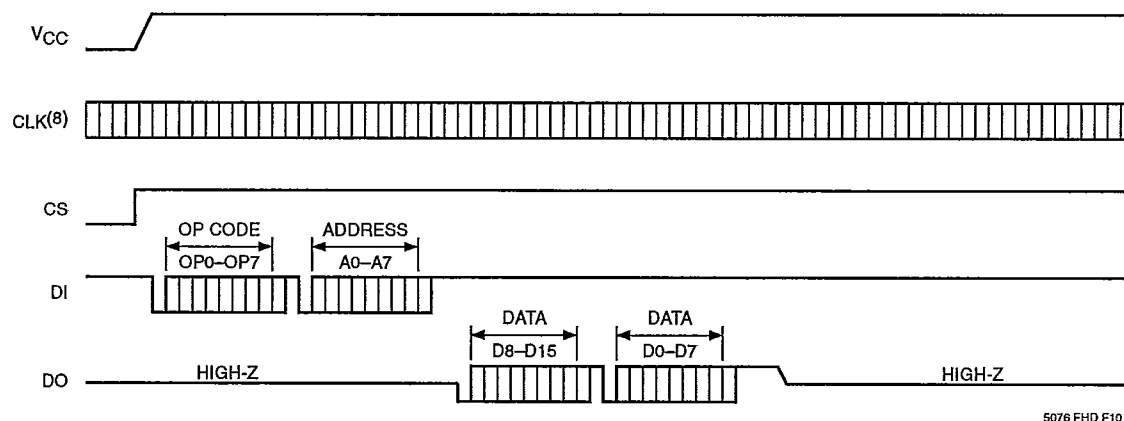 VCC
CLK(8)
CS
OP CODE ADDRESS
OP0–OP7 A0–A7
DI
DATA DATA
D8–D15 D0–D7
DO HIGH-Z HIGH-Z
5076 FHD F10